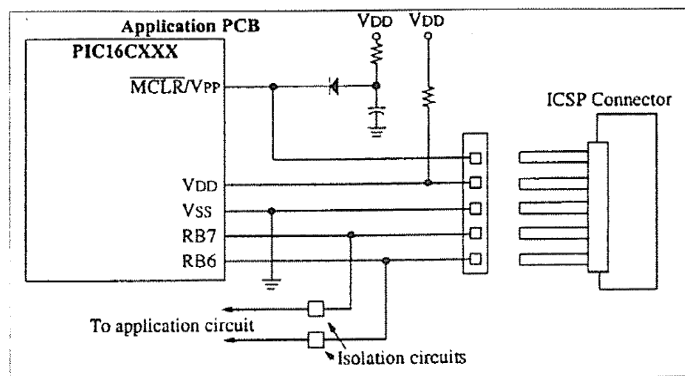 Application PCB
VDD VDD
PIC16CXXX
MCLR/VPP
ICSP Connector
VDD
VSS
RB7
RB6
To application circuit
Isolation circuits